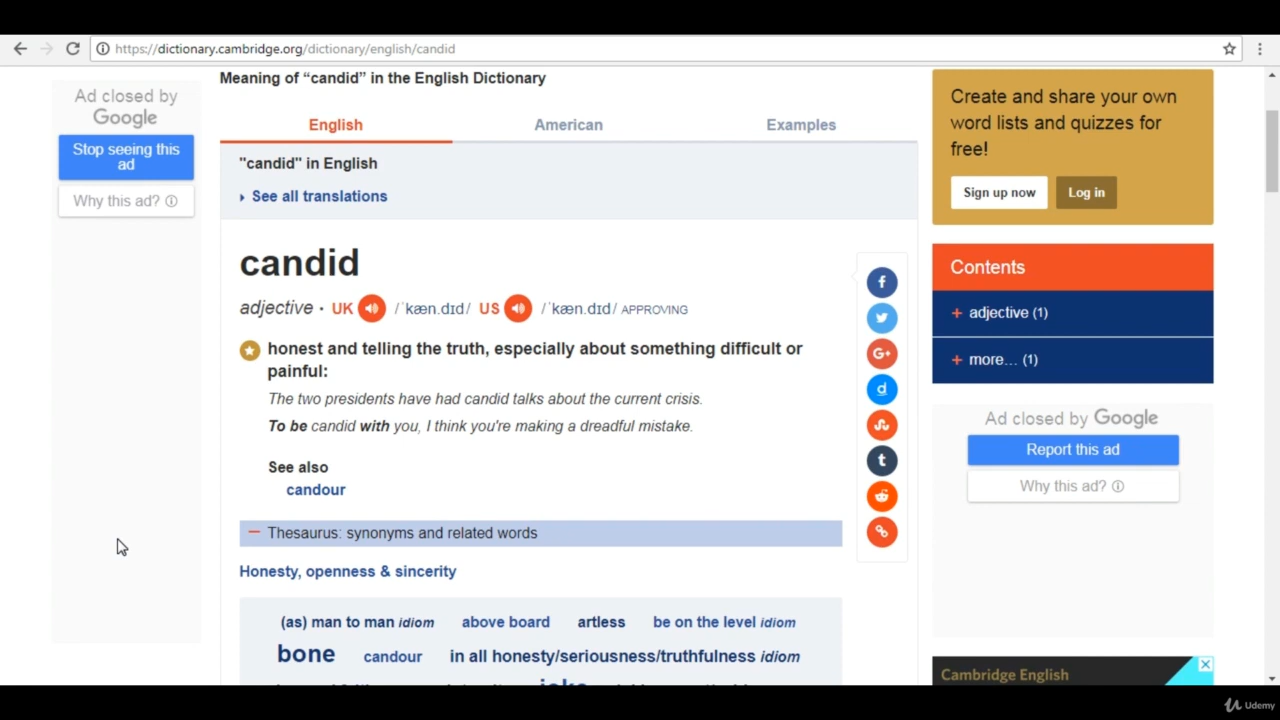 https://dictionary.cambridge.org/dictionary/english/candid
Meaning of “candid” in the English Dictionary
English
American
Examples
"candid" in English
See all translations
candid
adjective · UK /ˈkæn.dɪd/ US /ˈkæn.dɪd/ APPROVING
honest and telling the truth, especially about something difficult or
painful:
The two presidents have had candid talks about the current crisis.
To be candid with you, I think you're making a dreadful mistake.
See also
candour
Thesaurus: synonyms and related words
Honesty, openness & sincerity
(as) man to man idiom above board artless be on the level idiom
bone candour in all honesty/seriousness/truthfulness idiom
Ad closed by
Google
Stop seeing this
ad
Why this ad?
f
G+
d
t
Create and share your own
word lists and quizzes for
free!
Sign up now
Log in
Contents
+ adjective (1)
+ more... (1)
Ad closed by Google
Report this ad
Why this ad?
Cambridge English
Udemy